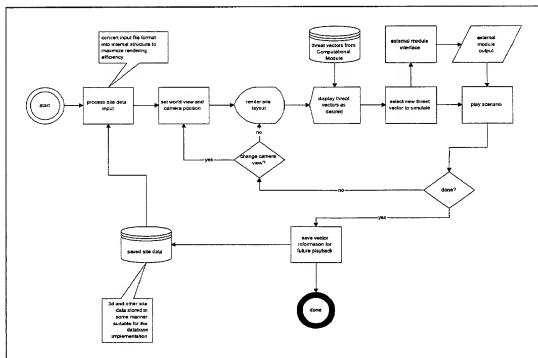 convert input file format
into internal structure to
maximize rendering
efficiency
threat vectors from
Computational
Module
external module
interface
external
module
output
start
process site data
input
set world view and
camera position
render site
layout
display threat
vectors as
desired
select new threat
vector to simulate
play scenario
no
yes
change camera
view?
no
done?
yes
save vector
information for
future playback
saved site data
done
3d and other site
data stored in
some manner
suitable for the
database
implementation